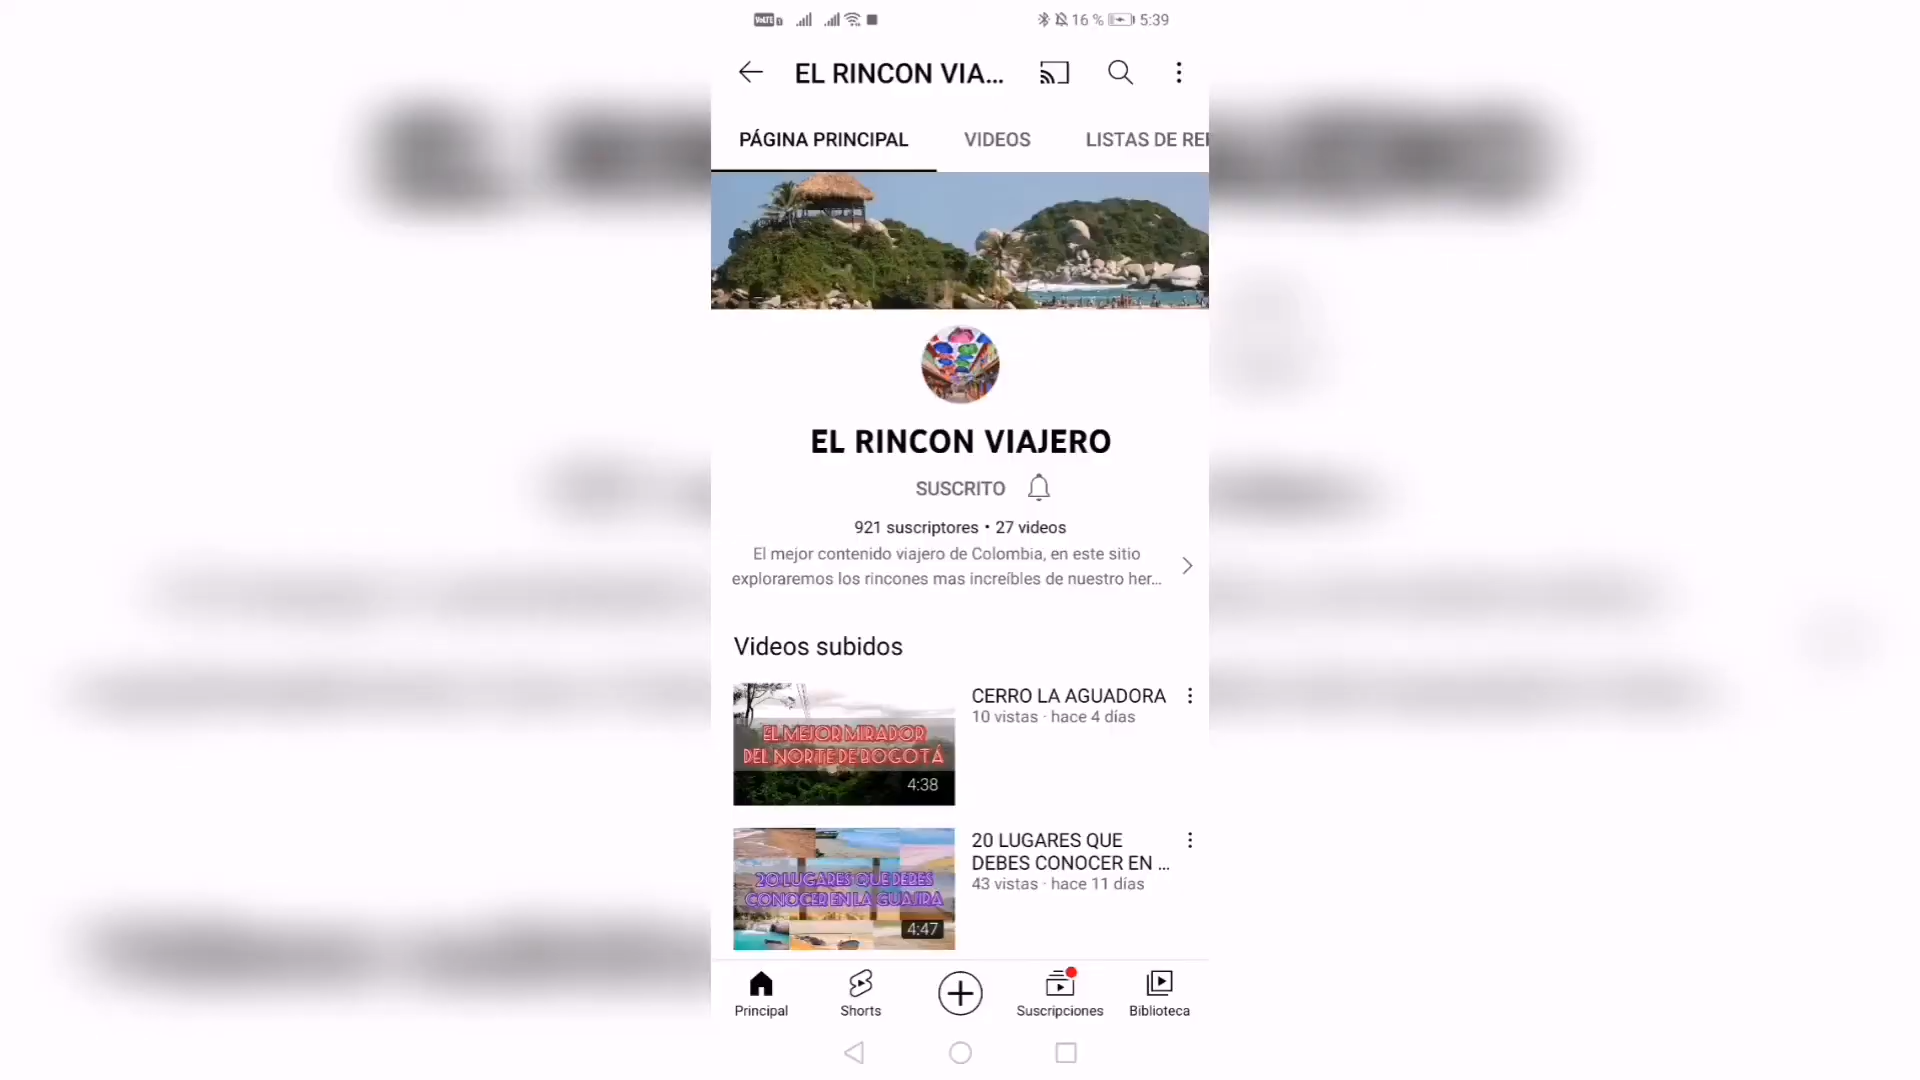 VoLTE 16 % 5:39
EL RINCON VIA...
PÁGINA PRINCIPAL VIDEOS LISTAS DE RE
EL RINCON VIAJERO
SUSCRITO
921 suscriptores • 27 videos
El mejor contenido viajero de Colombia, en este sitio
exploraremos los rincones mas increíbles de nuestro her...
Videos subidos
CERRO LA AGUADORA
10 vistas · hace 4 días
EL MEJOR MIRADOR
DEL NORTE DE BOGOTÁ
4:38
20 LUGARES QUE
DEBES CONOCER EN ...
43 vistas · hace 11 días
20 LUGARES QUE DEBES
CONOCER EN LA GUAJIRA
4:47
Principal Shorts Suscripciones Biblioteca